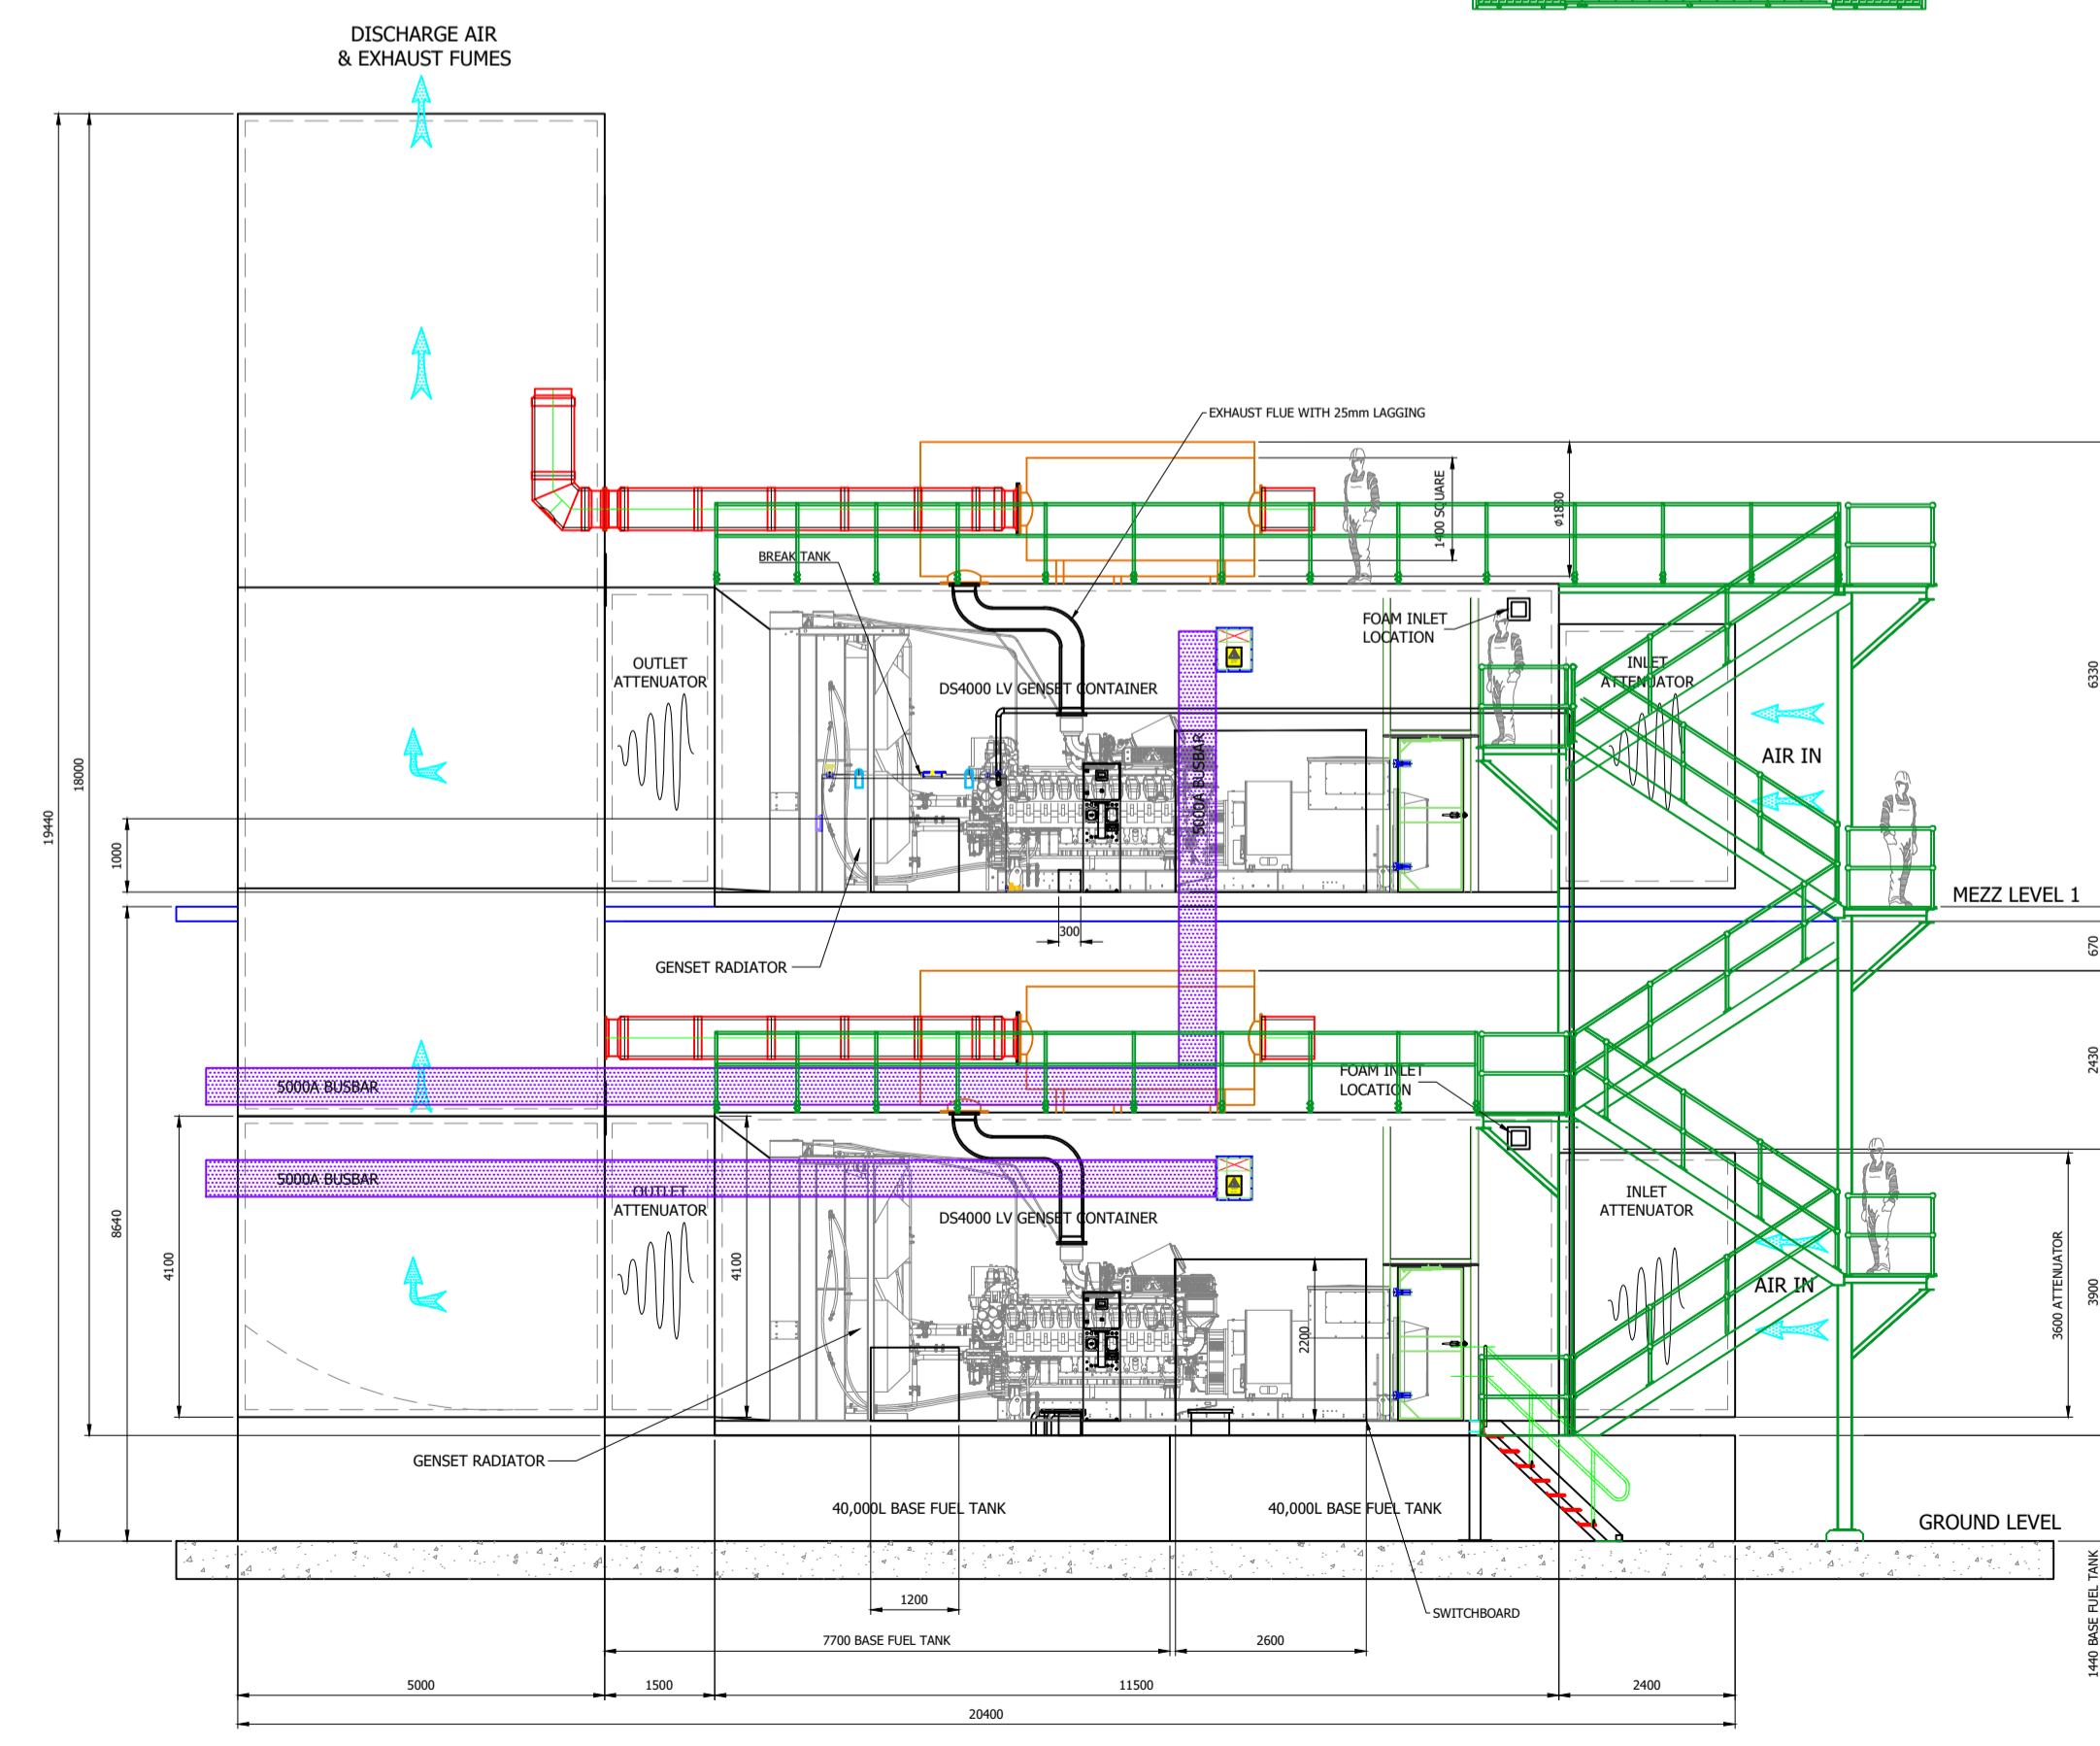 DISCHARGE AIR
& EXHAUST FUMES
EXHAUST FLUE WITH 25mm LAGGING
1400 SQUARE
Ø1830
BREAK TANK
FOAM INLET
LOCATION
OUTLET
ATTENUATOR
DS4000 LV GENSET CONTAINER
INLET
ATTENUATOR
6330
18000
19440
5000A BUSBAR
AIR IN
1000
MEZZ LEVEL 1
300
GENSET RADIATOR
670
2430
5000A BUSBAR
FOAM INLET
LOCATION
5000A BUSBAR
OUTLET
ATTENUATOR
DS4000 LV GENSET CONTAINER
INLET
ATTENUATOR
8640
4100
4100
2200
AIR IN
3600 ATTENUATOR
3900
GENSET RADIATOR
40,000L BASE FUEL TANK
40,000L BASE FUEL TANK
GROUND LEVEL
1440 BASE FUEL TANK
1200
SWITCHBOARD
7700 BASE FUEL TANK
2600
5000
1500
11500
2400
20400